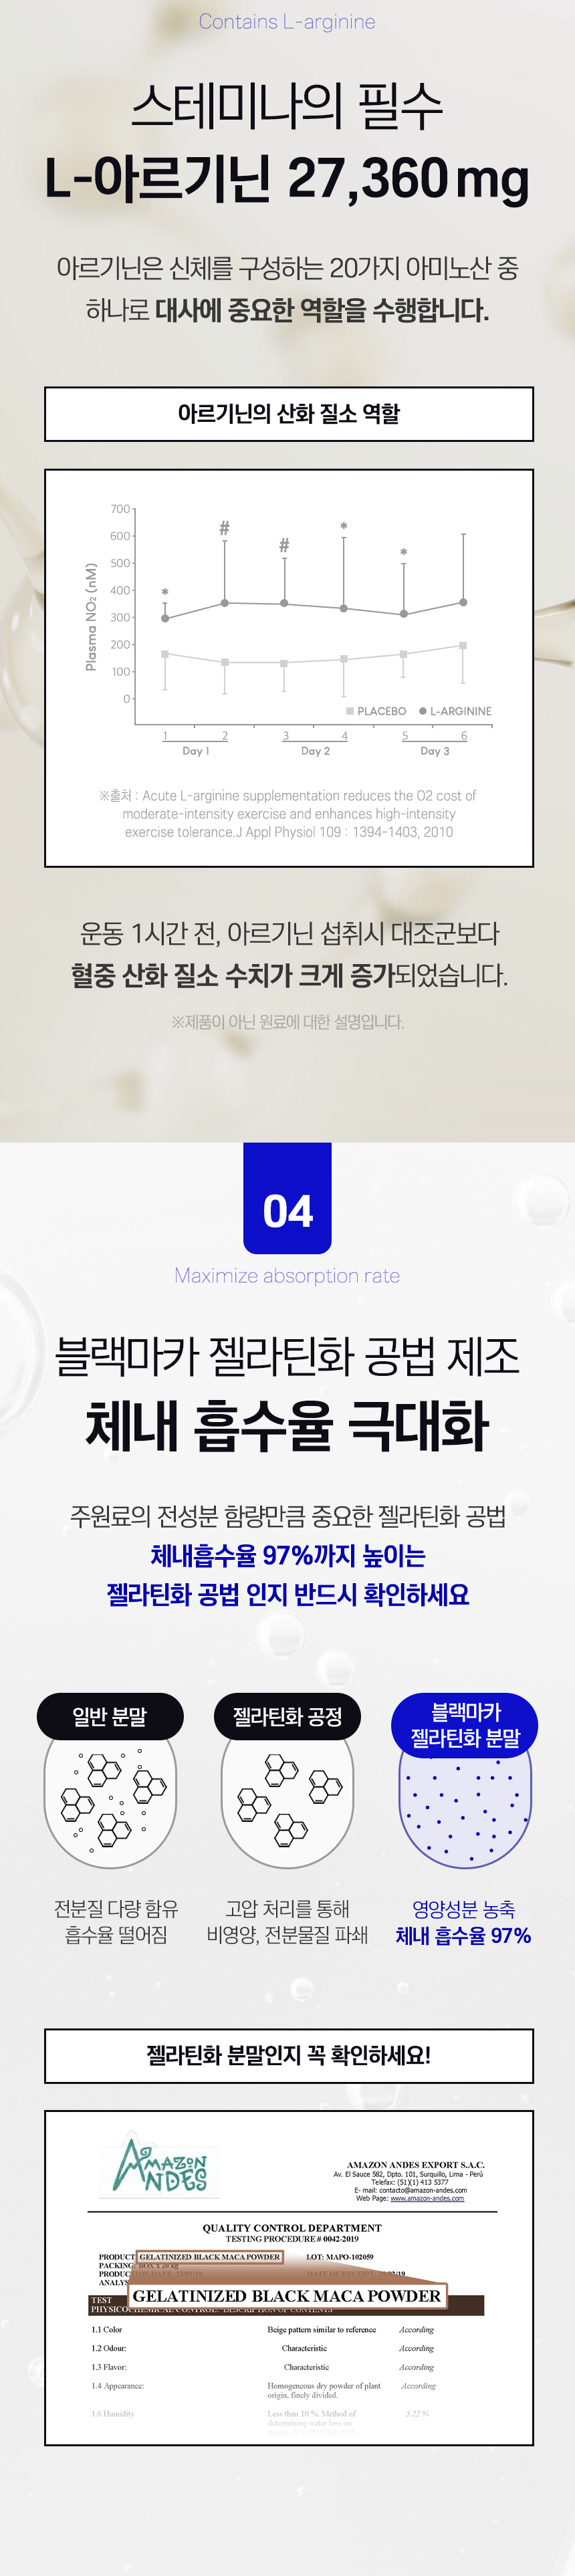 Contains L-arginine
스테미나의 필수
L-아르기닌 27,360mg
아르기닌은 신체를 구성하는 20가지 아미노산 중
하나로 대사에 중요한 역할을 수행합니다.
아르기닌의 산화 질소 역할
700
600
500
400
300
200
100
0
Plasma NO₂ (nM)
*
#
#
*
*
PLACEBO
L-ARGININE
1 2 3 4 5 6
Day 1 Day 2 Day 3
※출처 : Acute L-arginine supplementation reduces the O2 cost of
moderate-intensity exercise and enhances high-intensity
exercise tolerance.J Appl Physiol 109 : 1394-1403, 2010
운동 1시간 전, 아르기닌 섭취시 대조군보다
혈중 산화 질소 수치가 크게 증가되었습니다.
※제품이 아닌 원료에 대한 설명입니다.
04
Maximize absorption rate
블랙마카 젤라틴화 공법 제조
체내 흡수율 극대화
주원료의 전성분 함량만큼 중요한 젤라틴화 공법
체내흡수율 97%까지 높이는
젤라틴화 공법 인지 반드시 확인하세요
일반 분말
전분질 다량 함유
흡수율 떨어짐
젤라틴화 공정
고압 처리를 통해
비영양, 전분물질 파쇄
블랙마카
젤라틴화 분말
영양성분 농축
체내 흡수율 97%
젤라틴화 분말인지 꼭 확인하세요!
AMAZON
ANDES
AMAZON ANDES EXPORT S.A.C.
Av. El Sauce 582, Dpto. 101, Surquillo, Lima - Perú
Telefax: (51)(1) 413 5377
E- mail: contacto@amazon-andes.com
Web Page: www.amazon-andes.com
QUALITY CONTROL DEPARTMENT
TESTING PROCEDURE # 0042-2019
PRODUCT GELATINIZED BLACK MACA POWDER LOT: MAPO-102059
PACKING: BOX x 20 kg
ANALYS
GELATINIZED BLACK MACA POWDER
TEST
PHYSICOCHEMICAL CONTROL: DESCRIPTION OF CONTENTS
1.1 Color Beige pattern similar to reference According
1.2 Odour: Characteristic According
1.3 Flavor: Characteristic According
1.4 Appearance: Homogeneous dry powder of plant According
origin, finely divided.
1.6 Humidity Less than 10 %. Method of 5,22 %
determining water loss on